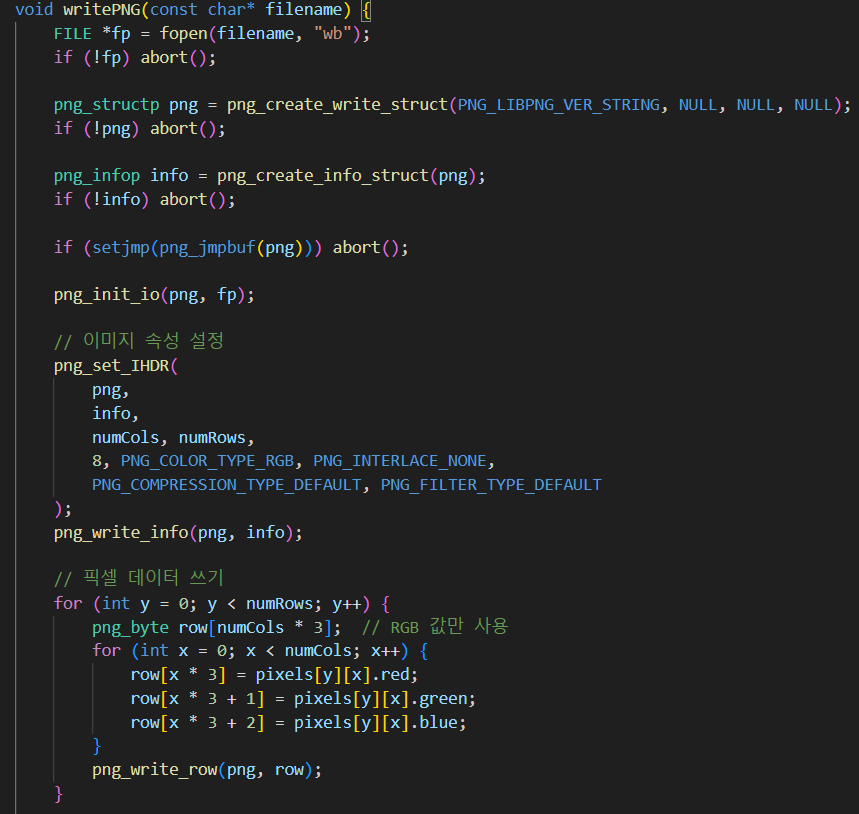 void writePNG(const char* filename) {
    FILE *fp = fopen(filename, "wb");
    if (!fp) abort();

    png_structp png = png_create_write_struct(PNG_LIBPNG_VER_STRING, NULL, NULL, NULL);
    if (!png) abort();

    png_infop info = png_create_info_struct(png);
    if (!info) abort();

    if (setjmp(png_jmpbuf(png))) abort();

    png_init_io(png, fp);

    // 이미지 속성 설정
    png_set_IHDR(
        png,
        info,
        numCols, numRows,
        8, PNG_COLOR_TYPE_RGB, PNG_INTERLACE_NONE,
        PNG_COMPRESSION_TYPE_DEFAULT, PNG_FILTER_TYPE_DEFAULT
    );
    png_write_info(png, info);

    // 픽셀 데이터 쓰기
    for (int y = 0; y < numRows; y++) {
        png_byte row[numCols * 3];  // RGB 값만 사용
        for (int x = 0; x < numCols; x++) {
            row[x * 3] = pixels[y][x].red;
            row[x * 3 + 1] = pixels[y][x].green;
            row[x * 3 + 2] = pixels[y][x].blue;
        }
        png_write_row(png, row);
    }